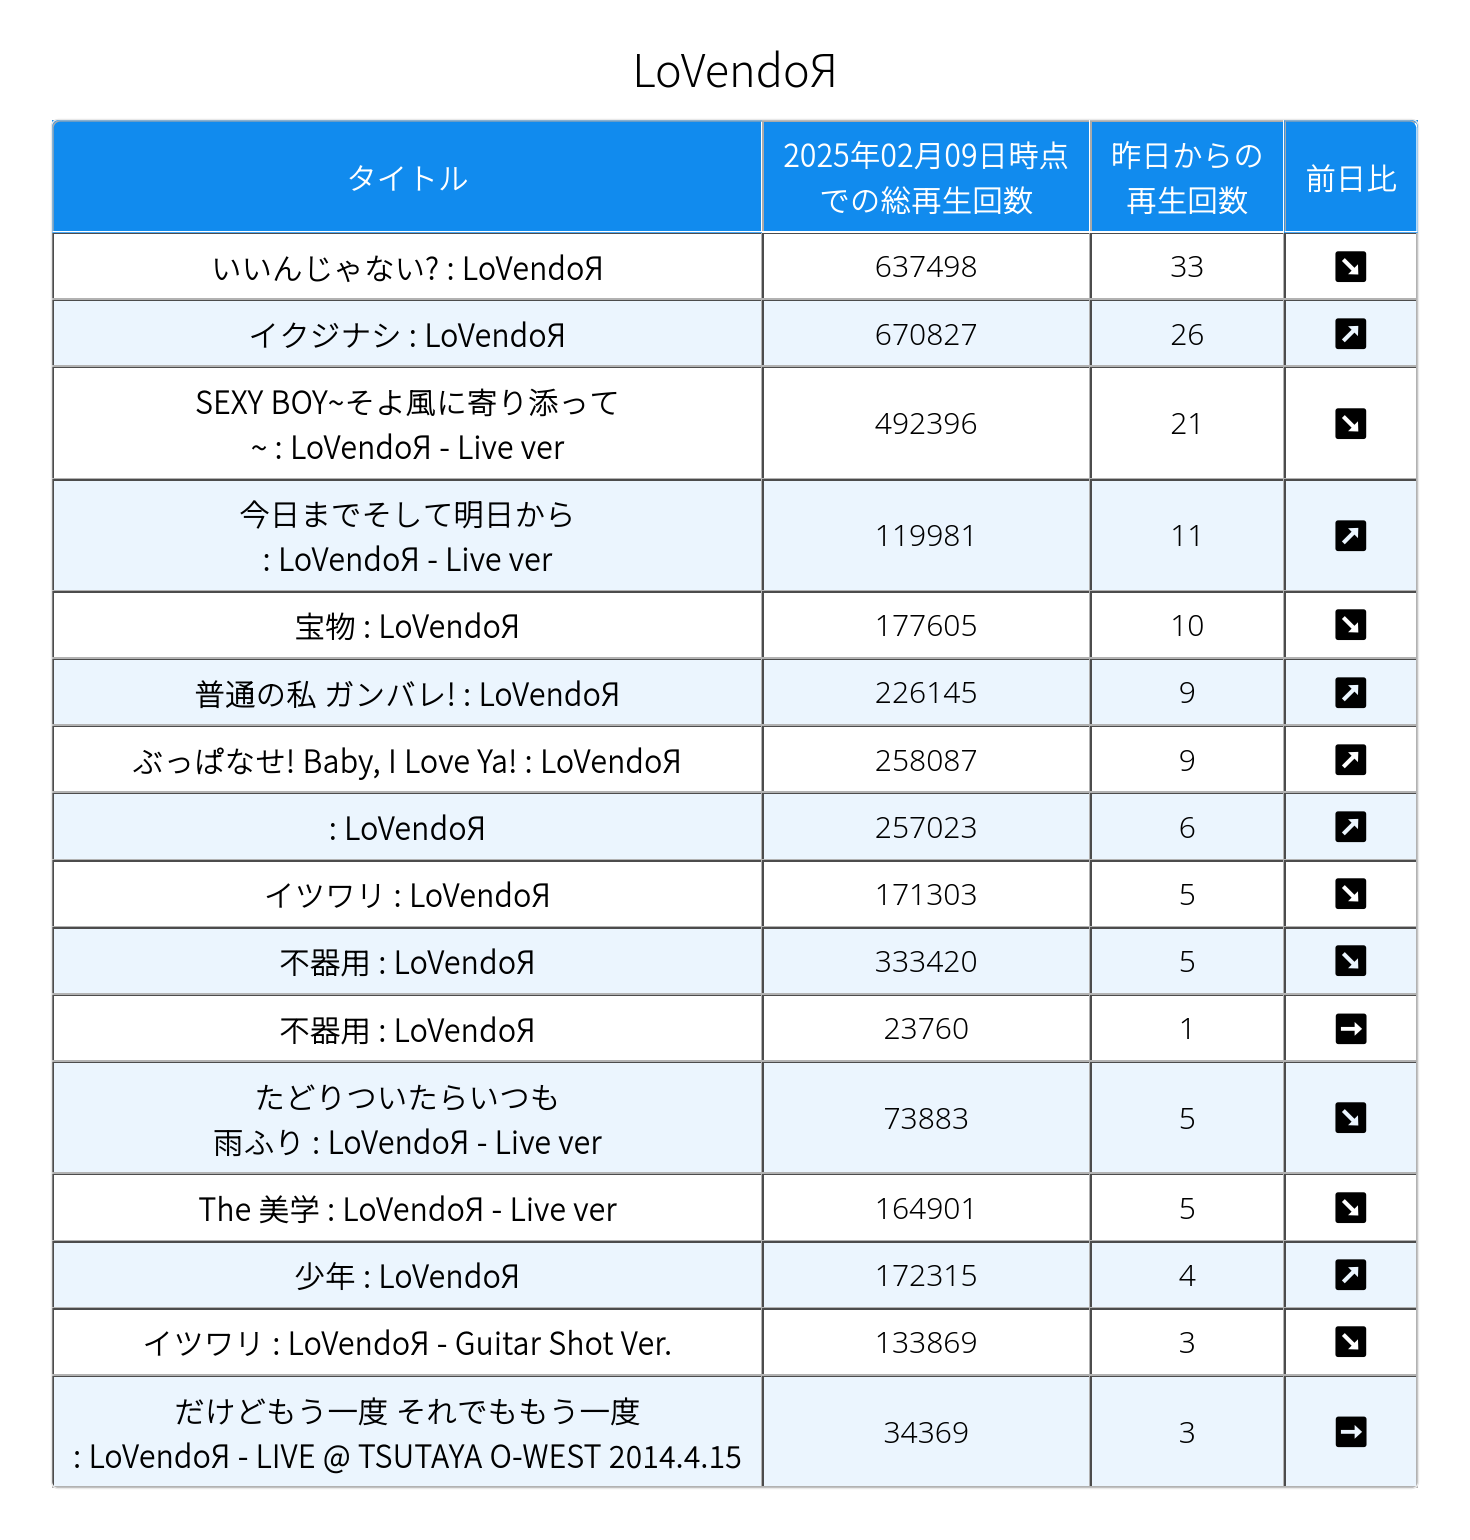 LoVendoЯ
タイトル
2025年02月09日時点
での総再生回数
昨日からの
再生回数
前日比
いいんじゃない? : LoVendoЯ
637498
33
イクジナシ : LoVendoЯ
670827
26
SEXY BOY~そよ風に寄り添って
~ : LoVendoЯ - Live ver
492396
21
今日までそして明日から
: LoVendoЯ - Live ver
119981
11
宝物 : LoVendoЯ
177605
10
普通の私 ガンバレ! : LoVendoЯ
226145
9
ぶっぱなせ! Baby, I Love Ya! : LoVendoЯ
258087
9
: LoVendoЯ
257023
6
イツワリ : LoVendoЯ
171303
5
不器用 : LoVendoЯ
333420
5
不器用 : LoVendoЯ
23760
1
たどりついたらいつも
雨ふり : LoVendoЯ - Live ver
73883
5
The 美学 : LoVendoЯ - Live ver
164901
5
少年 : LoVendoЯ
172315
4
イツワリ : LoVendoЯ - Guitar Shot Ver.
133869
3
だけどもう一度 それでももう一度
: LoVendoЯ - LIVE @ TSUTAYA O-WEST 2014.4.15
34369
3